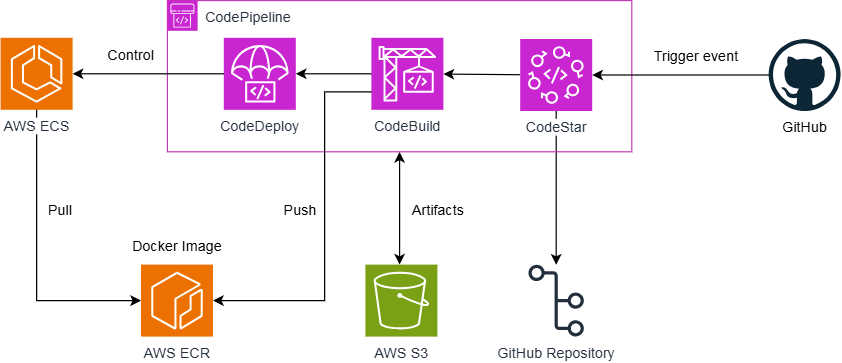 CodePipeline
Control
Trigger event
AWS ECS
CodeDeploy
CodeBuild
CodeStar
GitHub
Pull
Push
Artifacts
Docker Image
AWS ECR
AWS S3
GitHub Repository